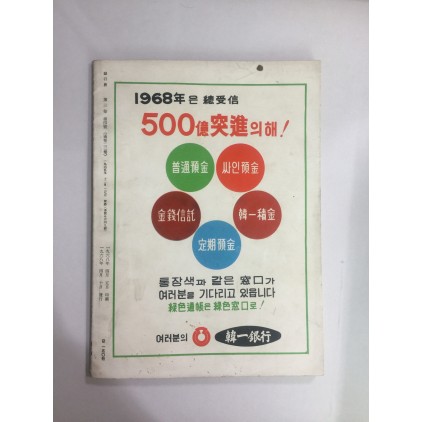 1968年은 總受信
500億突進의해!
普通預金
싸인預金
金錢信託
韓一積金
定期預金
통장색과 같은 窓口가
여러분을 기다리고 있읍니다
綠色通帳은 綠色窓口로!
여러분의 韓一銀行